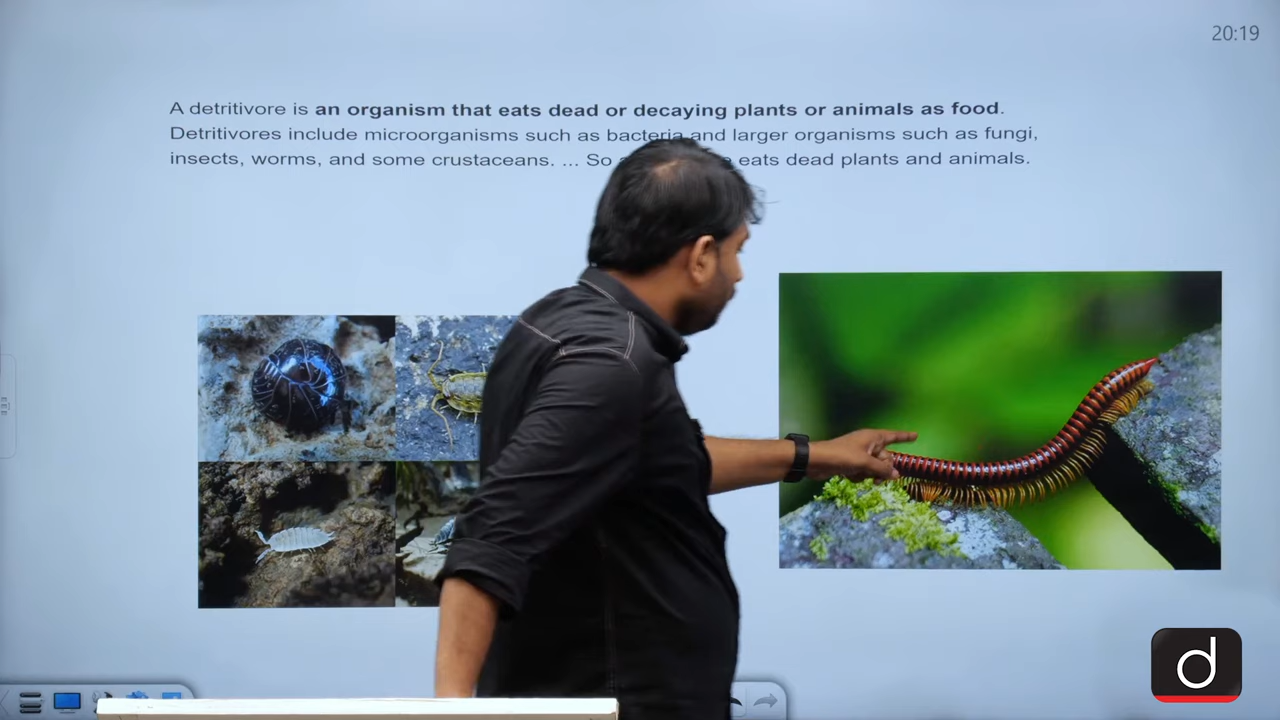 20:19
A detritivore is an organism that eats dead or decaying plants or animals as food.
Detritivores include microorganisms such as bacteria and larger organisms such as fungi,
insects, worms, and some crustaceans. ... So eats dead plants and animals.
d